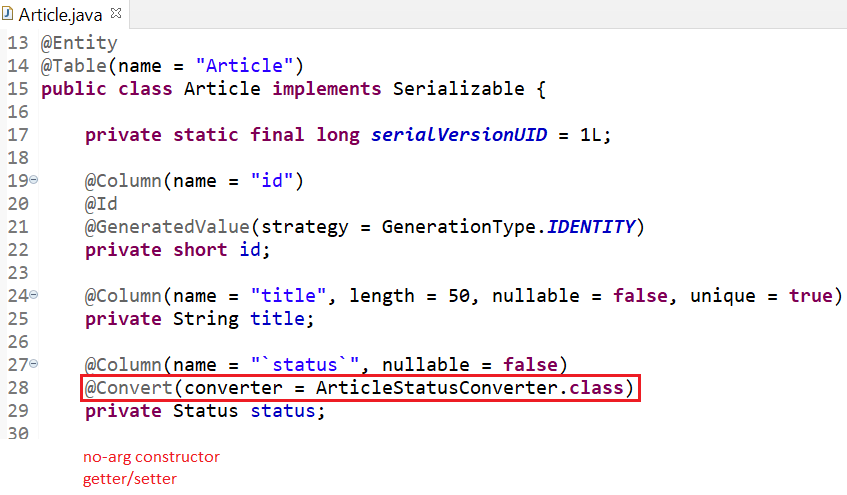 Article.java
13 @Entity
14 @Table(name = "Article")
15 public class Article implements Serializable {
16
17 private static final long serialVersionUID = 1L;
18
19 @Column(name = "id")
20 @Id
21 @GeneratedValue(strategy = GenerationType.IDENTITY)
22 private short id;
23
24 @Column(name = "title", length = 50, nullable = false, unique = true)
25 private String title;
26
27 @Column(name = "`status`", nullable = false)
28 @Convert(converter = ArticleStatusConverter.class)
29 private Status status;
30
no-arg constructor
getter/setter